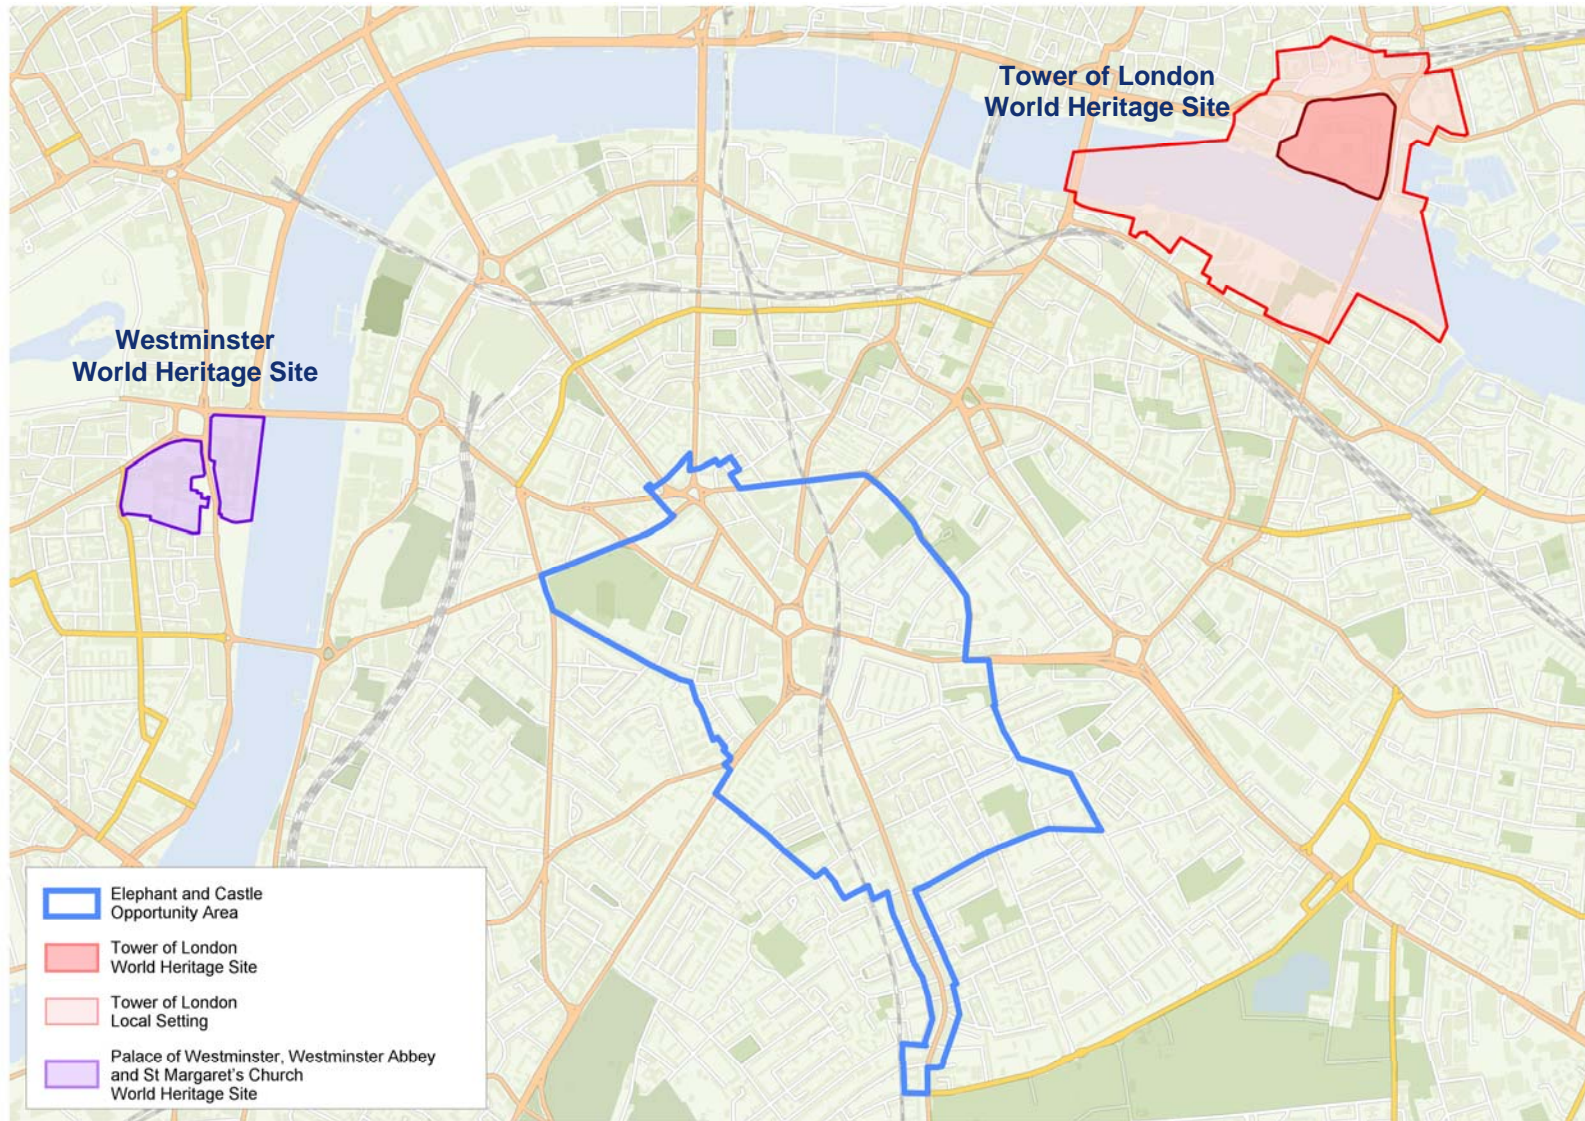 Tower of London
World Heritage Site
Westminster
World Heritage Site
Elephant and Castle
Opportunity Area
Tower of London
World Heritage Site
Tower of London
Local Setting
Palace of Westminster, Westminster Abbey
and St Margaret's Church
World Heritage Site